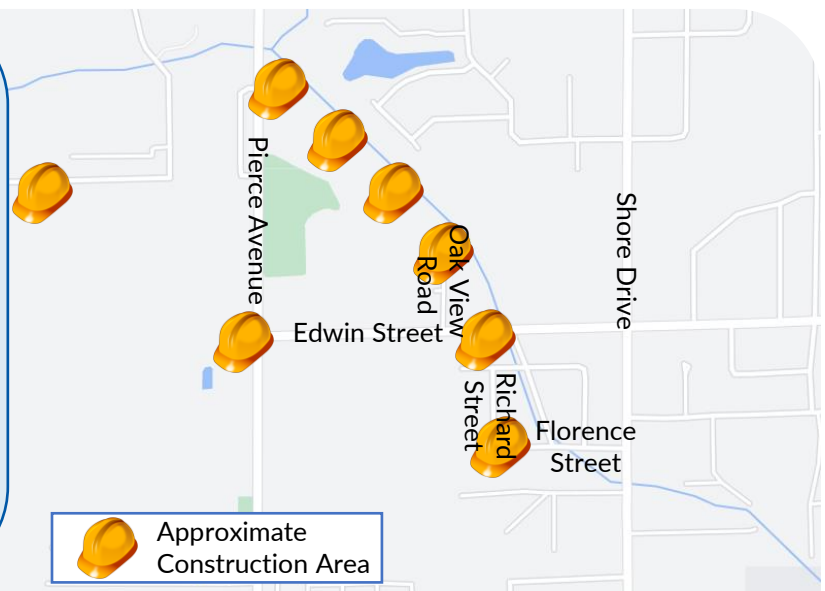 Pierce Avenue
Shore Drive
Oak View
Road
Edwin Street
Richard
Street
Florence
Street
Approximate
Construction Area